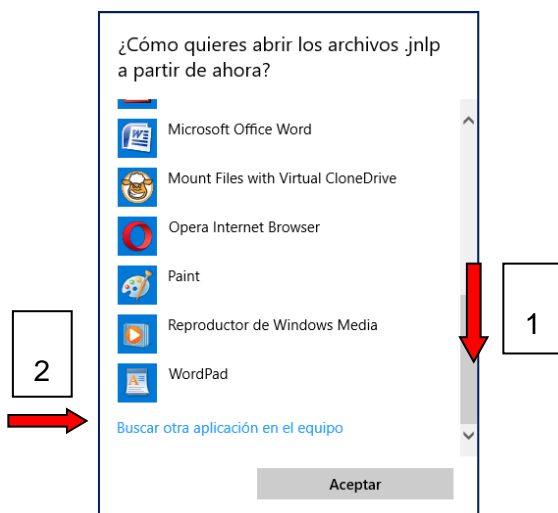 ¿Cómo quieres abrir los archivos .jnlp
a partir de ahora?
Microsoft Office Word
Mount Files with Virtual CloneDrive
Opera Internet Browser
Paint
Reproductor de Windows Media
WordPad
Buscar otra aplicación en el equipo
Aceptar
1
2